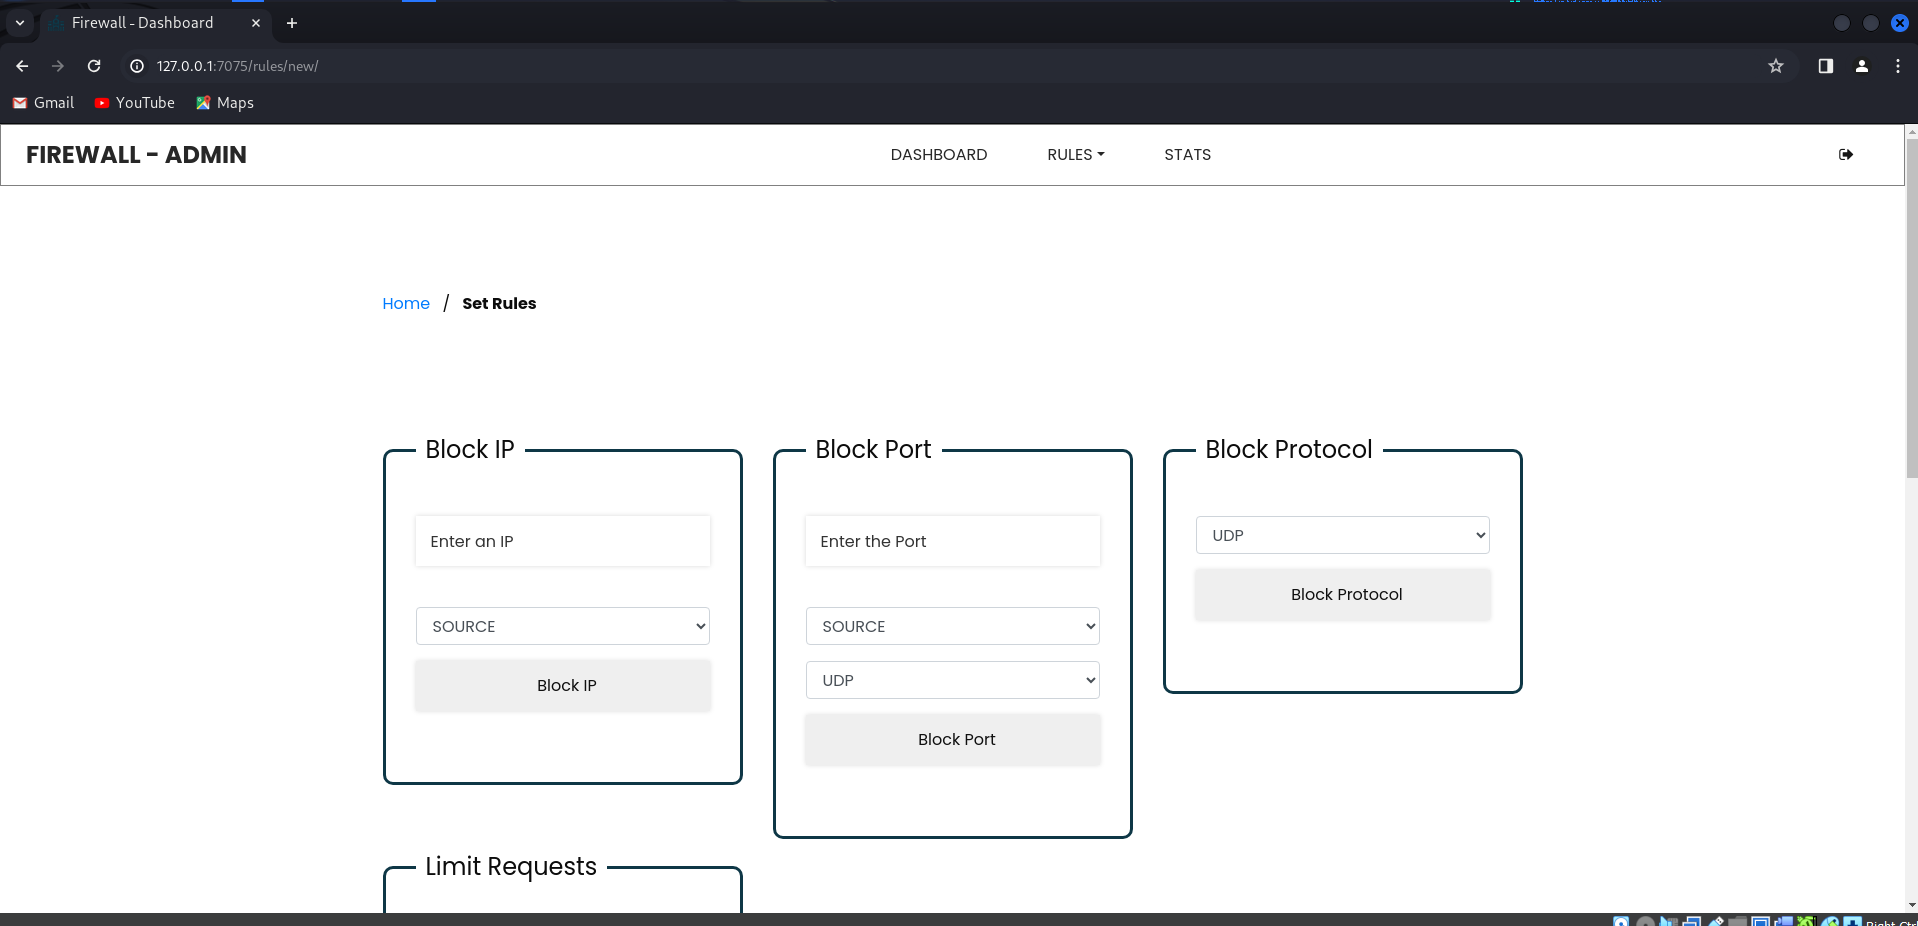 Firewall - Dashboard
127.0.0.1:7075/rules/new/
Gmail YouTube Maps
FIREWALL - ADMIN DASHBOARD RULES STATS
Home / Set Rules
Block IP
Enter an IP
SOURCE
Block IP
Block Port
Enter the Port
SOURCE
UDP
Block Port
Block Protocol
UDP
Block Protocol
Limit Requests
Right Ctrl